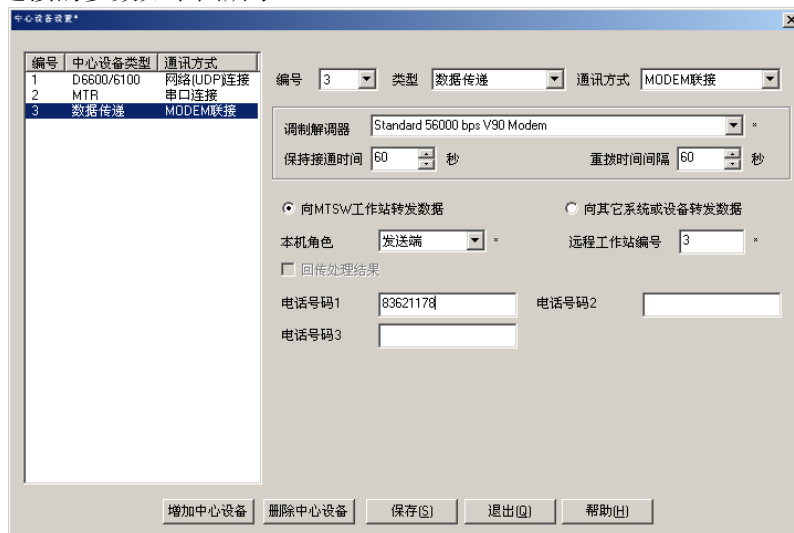 中心设备设置*
编号 中心设备类型 通讯方式
1 D6600/6100 网络(UDP)连接
2 MTR 串口连接
3 数据传递 MODEM联接
编号 3 类型 数据传递 通讯方式 MODEM联接
调制解调器 Standard 56000 bps V90 Modem *
保持接通时间 60 秒 重拨时间间隔 60 秒
向MTSW工作站转发数据 向其它系统或设备转发数据
本机角色 发送端 * 远程工作站编号 3 *
回传处理结果
电话号码1 83621178 电话号码2
电话号码3
增加中心设备 删除中心设备 保存(S) 退出(Q) 帮助(H)